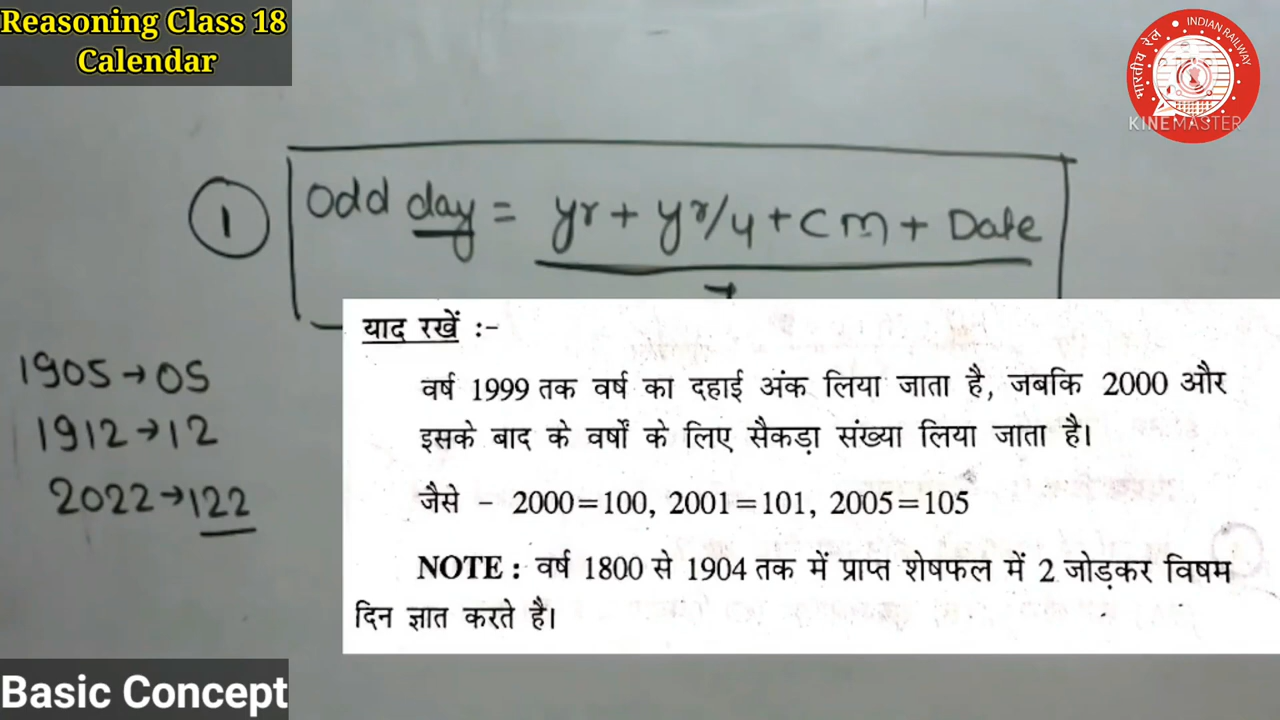 Reasoning Class 18
Calendar
भारतीय रेल INDIAN RAILWAY
KINEMASTER
1 Odd day = yr + yr/4 + CM + Date
7
याद रखें :-
वर्ष 1999 तक वर्ष का दहाई अंक लिया जाता है, जबकि 2000 और
इसके बाद के वर्षों के लिए सैकड़ा संख्या लिया जाता है।
जैसे - 2000=100, 2001=101, 2005=105
NOTE : वर्ष 1800 से 1904 तक में प्राप्त शेषफल में 2 जोड़कर विषम
दिन ज्ञात करते है।
1905→05
1912→12
2022→122
Basic Concept